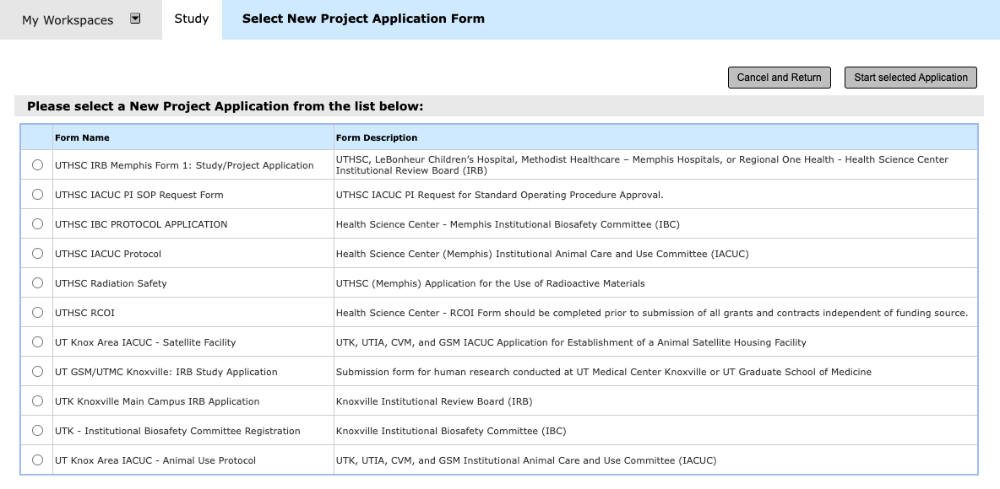 My Workspaces
Study
Select New Project Application Form
Cancel and Return
Start selected Application
Please select a New Project Application from the list below:
Form Name
Form Description
UTHSC IRB Memphis Form 1: Study/Project Application
UTHSC, LeBonheur Children’s Hospital, Methodist Healthcare – Memphis Hospitals, or Regional One Health - Health Science Center
Institutional Review Board (IRB)
UTHSC IACUC PI SOP Request Form
UTHSC IACUC PI Request for Standard Operating Procedure Approval.
UTHSC IBC PROTOCOL APPLICATION
Health Science Center - Memphis Institutional Biosafety Committee (IBC)
UTHSC IACUC Protocol
Health Science Center (Memphis) Institutional Animal Care and Use Committee (IACUC)
UTHSC Radiation Safety
UTHSC (Memphis) Application for the Use of Radioactive Materials
UTHSC RCOI
Health Science Center - RCOI Form should be completed prior to submission of all grants and contracts independent of funding source.
UT Knox Area IACUC - Satellite Facility
UTK, UTIA, CVM, and GSM IACUC Application for Establishment of a Animal Satellite Housing Facility
UT GSM/UTMC Knoxville: IRB Study Application
Submission form for human research conducted at UT Medical Center Knoxville or UT Graduate School of Medicine
UTK Knoxville Main Campus IRB Application
Knoxville Institutional Review Board (IRB)
UTK - Institutional Biosafety Committee Registration
Knoxville Institutional Biosafety Committee (IBC)
UT Knox Area IACUC - Animal Use Protocol
UTK, UTIA, CVM, and GSM Institutional Animal Care and Use Committee (IACUC)